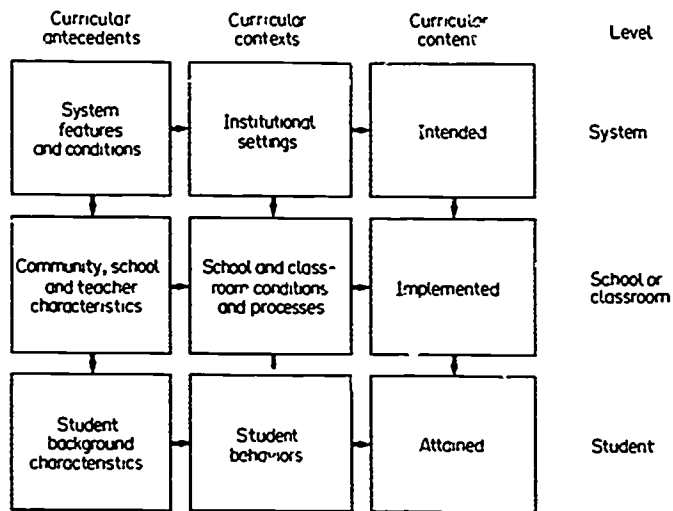 Curricular antecedents
Curricular contexts
Curricular content
Level
System features and conditions
Institutional settings
Intended
System
Community, school and teacher characteristics
School and class-room conditions and processes
Implemented
School or classroom
Student background characteristics
Student behaviors
Attained
Student